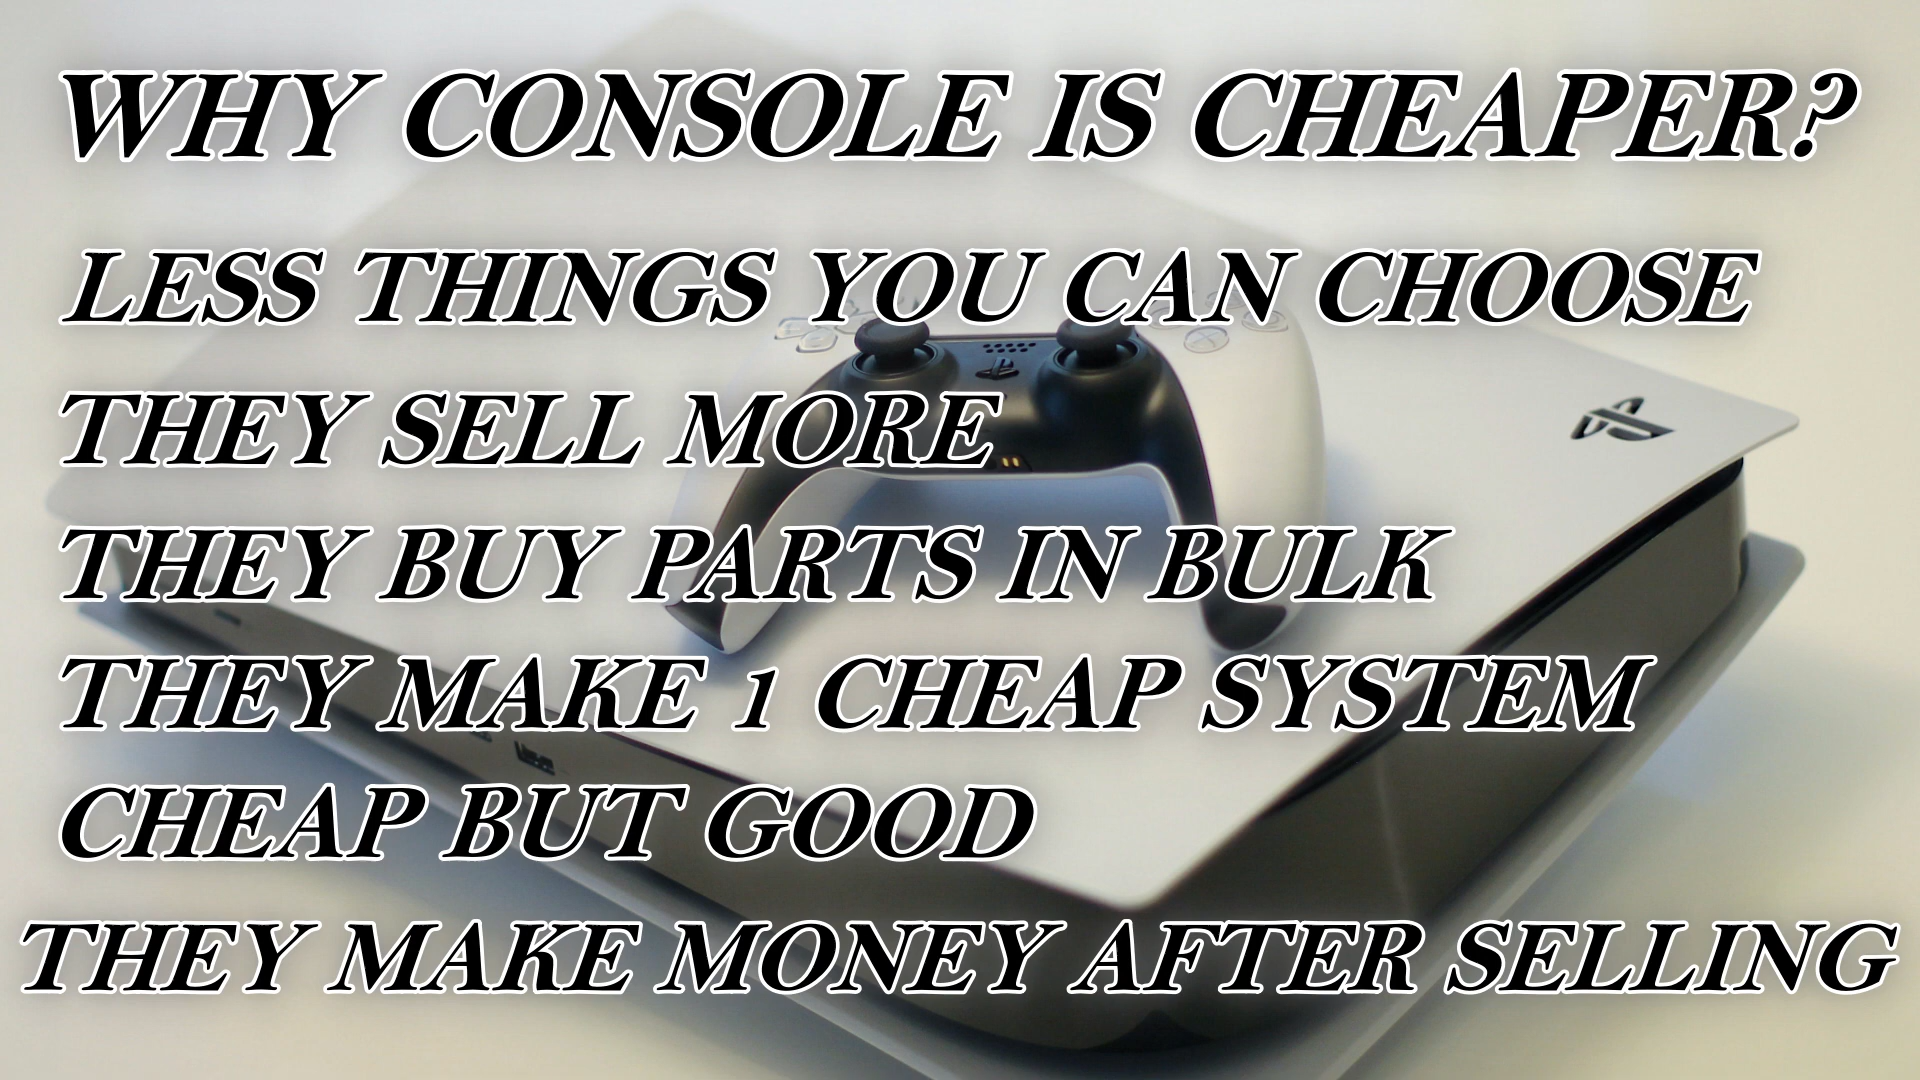 WHY CONSOLE IS CHEAPER?
LESS THINGS YOU CAN CHOOSE
THEY SELL MORE
THEY BUY PARTS IN BULK
THEY MAKE 1 CHEAP SYSTEM
CHEAP BUT GOOD
THEY MAKE MONEY AFTER SELLING